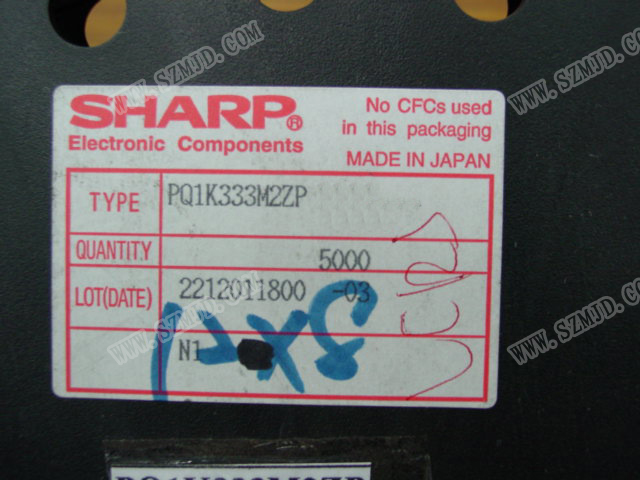 WWW.SZMJD.COM
WWW.SZMJD.COM
SHARP®
Electronic Components
No CFCs used
in this packaging
MADE IN JAPAN
TYPE PQ1K333M2ZP
QUANTITY 5000
LOT(DATE) 2212011800 -03
N1
WWW.SZMJD.COM
WWW.SZMJD.COM
PQ1K333M2ZP